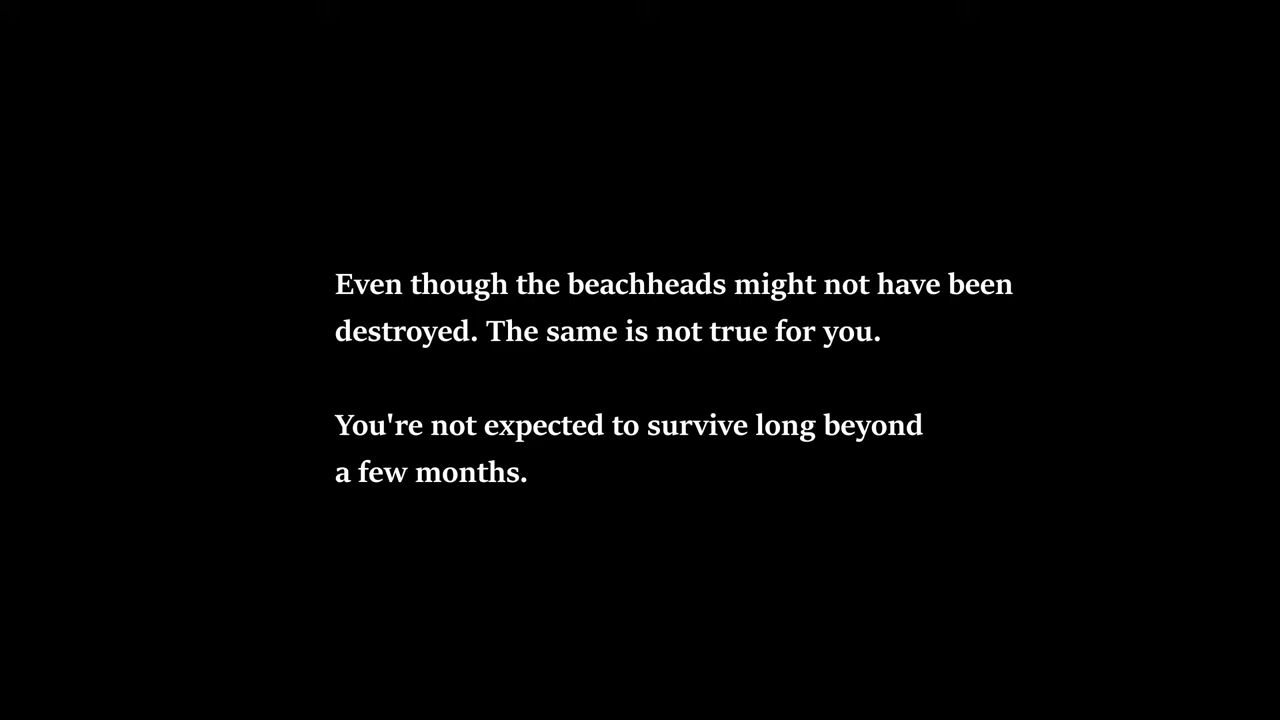 Even though the beachheads might not have been
destroyed. The same is not true for you.
You're not expected to survive long beyond
a few months.